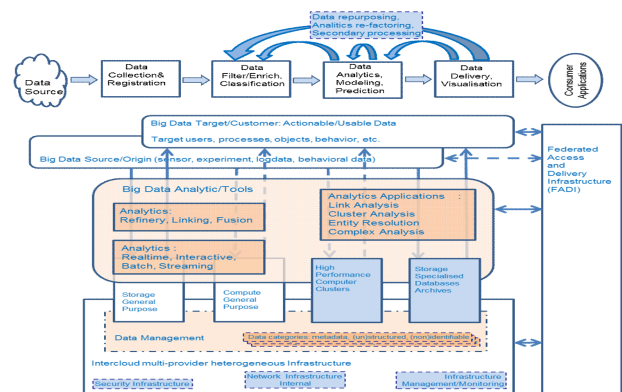 Data repurposing,
Analitics re-factoring,
Secondary processing
Data
Source
Data
Collection&
Registration
Data
Filter/Enrich,
Classification
Data
Analytics,
Modeling,
Prediction
Data
Delivery,
Visualisation
Consumer
Applications
Big Data Target/Customer: Actionable/Usable Data
Target users, processes, objects, behavior, etc.
Big Data Source/Origin (sensor, experiment, logdata, behavioral data)
Federated
Access
and
Delivery
Infrastructure
(FADI)
Big Data Analytic/Tools
Analytics:
Refinery, Linking, Fusion
Analytics :
Realtime, Interactive,
Batch, Streaming
Analytics Applications :
Link Analysis
Cluster Analysis
Entity Resolution
Complex Analysis
Storage
General
Purpose
Compute
General
Purpose
High
Performance
Computer
Clusters
Storage
Specialised
Databases
Archives
Data Management
Data categories: metadata, (un)structured, (non)identifiable
Intercloud multi-provider heterogeneous Infrastructure
Security Infrastructure
Network Infrastructure
Internal
Infrastructure
Management/Monitoring